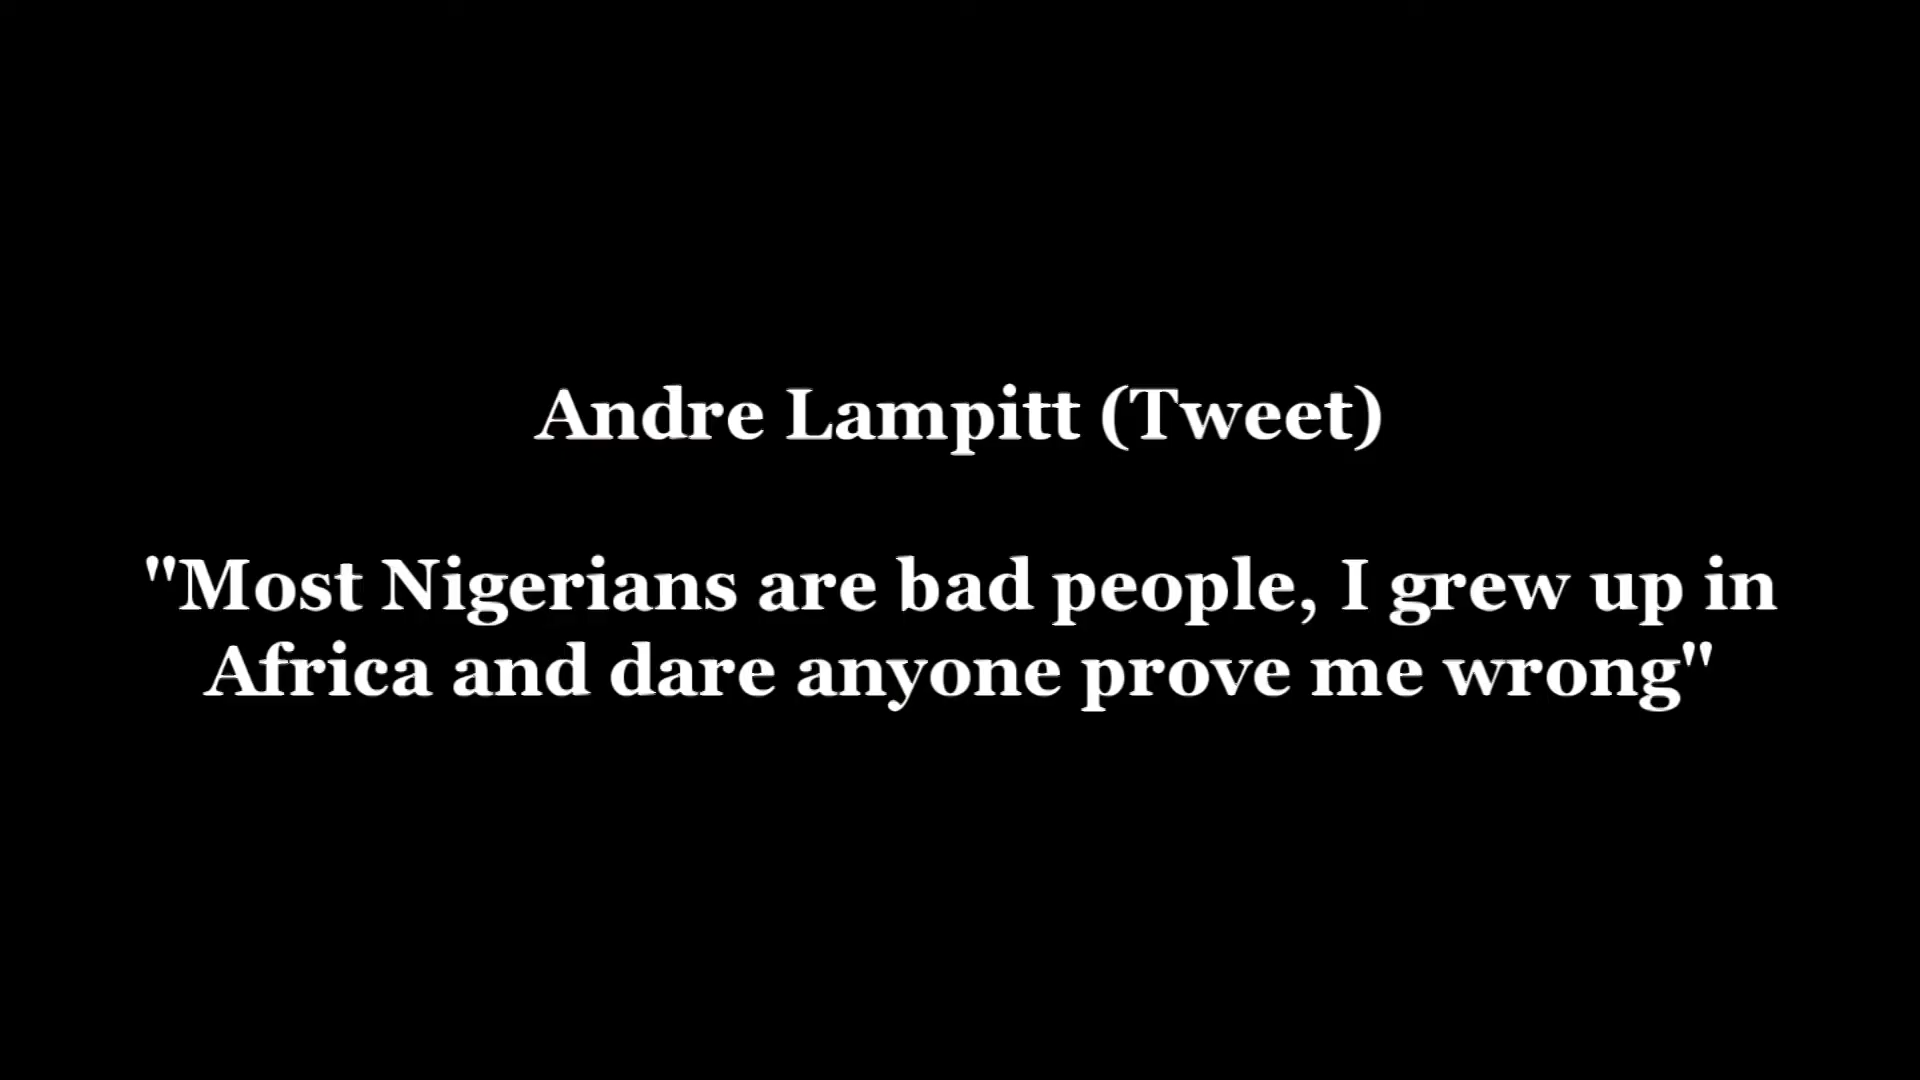 Andre Lampitt (Tweet)
"Most Nigerians are bad people, I grew up in
Africa and dare anyone prove me wrong"